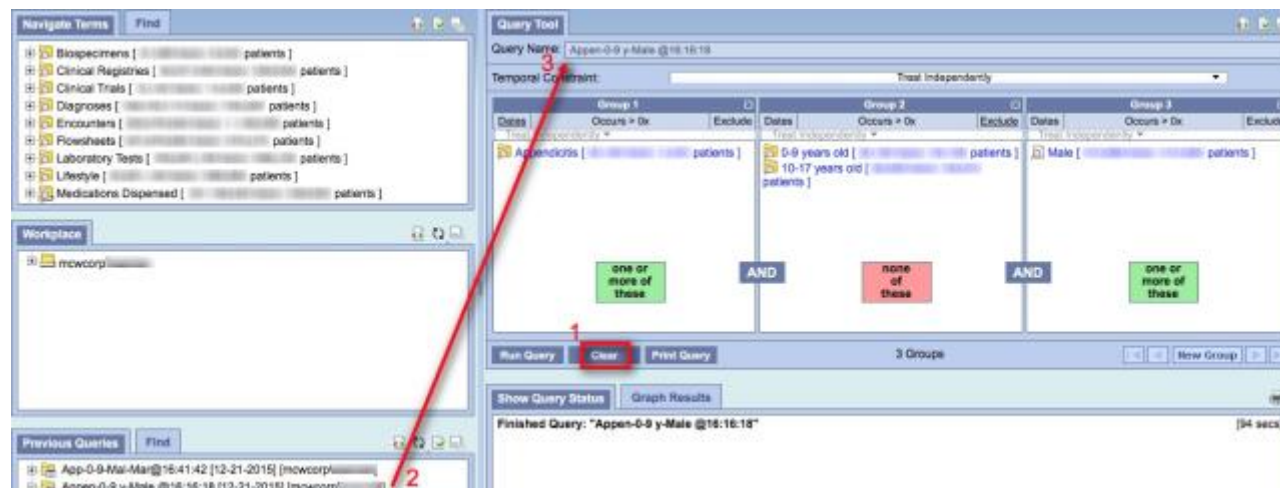 Navigate Terms Find
Biospecimens [ patients ]
Clinical Registries [ patients ]
Clinical Trials [ patients ]
Diagnoses [ patients ]
Encounters [ patients ]
Flowsheets [ patients ]
Laboratory Tests [ patients ]
Lifestyle [ patients ]
Medications Dispensed [ patients ]
Workplace
mcwcorp
Previous Queries Find
App-0-9-Mal-Mar@16:41:42 [12-21-2015] [mcwcorp
Appen-0-9 y-Male @16:16:18 [12-21-2015] [mcwcorp
2
Query Tool
Query Name: Appen-0-9 y-Male @16:16:18
3
Temporal Constraint: Treat Independently
Group 1 Group 2 Group 3
Dates Occurs > 0x Exclude Dates Occurs > 0x Exclude Dates Occurs > 0x Exclude
Treat Independently Treat Independently Treat Independently
Appendicitis [ patients ] 0-9 years old [ patients ] Male [ patients ]
10-17 years old [
patients ]
one or more of these AND none of these AND one or more of these
1
Run Query Clear Print Query 3 Groups New Group
Show Query Status Graph Results
Finished Query: "Appen-0-9 y-Male @16:16:18" [94 secs]